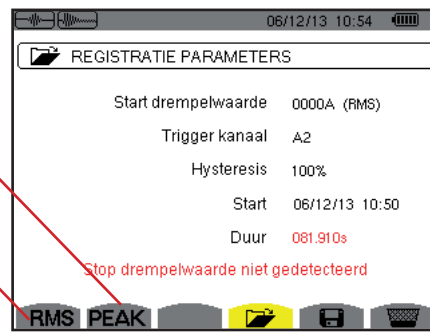 06/12/13 10:54
REGISTRATIE PARAMETERS
Start drempelwaarde 0000A (RMS)
Trigger kanaal A2
Hysteresis 100%
Start 06/12/13 10:50
Duur 081.910s
Stop drempelwaarde niet gedetecteerd
RMS PEAK